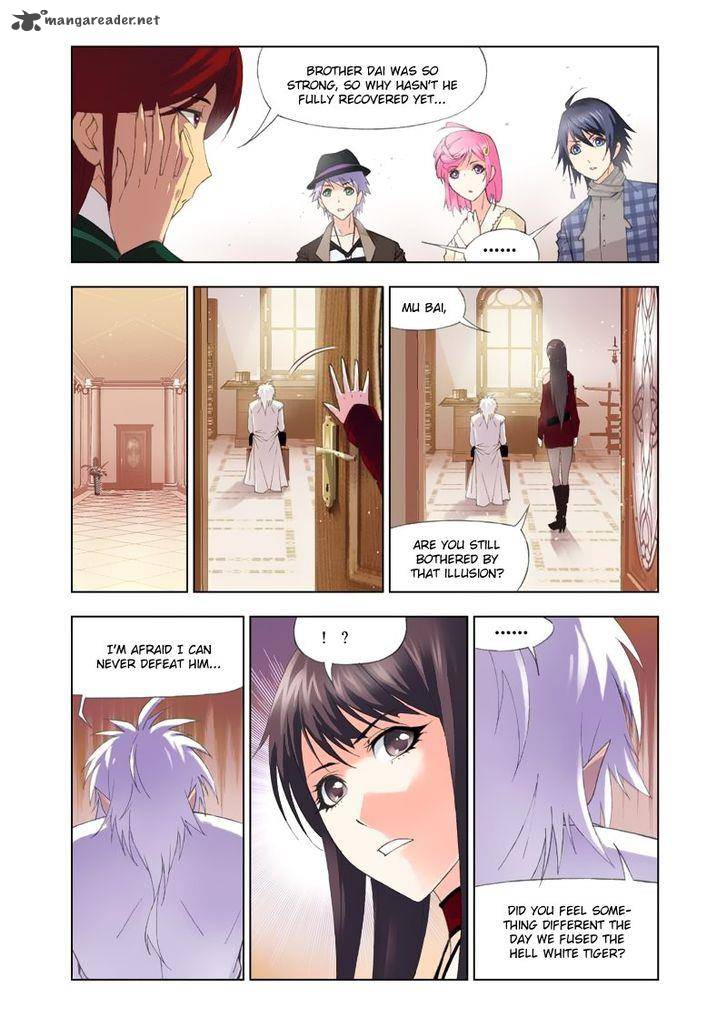 mangareader.net
BROTHER DAI WAS SO
STRONG, SO WHY HASN'T HE
FULLY RECOVERED YET...
......
MU BAI,
ARE YOU STILL
BOTHERED BY
THAT ILLUSION?
I'M AFRAID I CAN
NEVER DEFEAT HIM...
! ?
......
DID YOU FEEL SOME-
THING DIFFERENT THE
DAY WE FUSED THE
HELL WHITE TIGER?